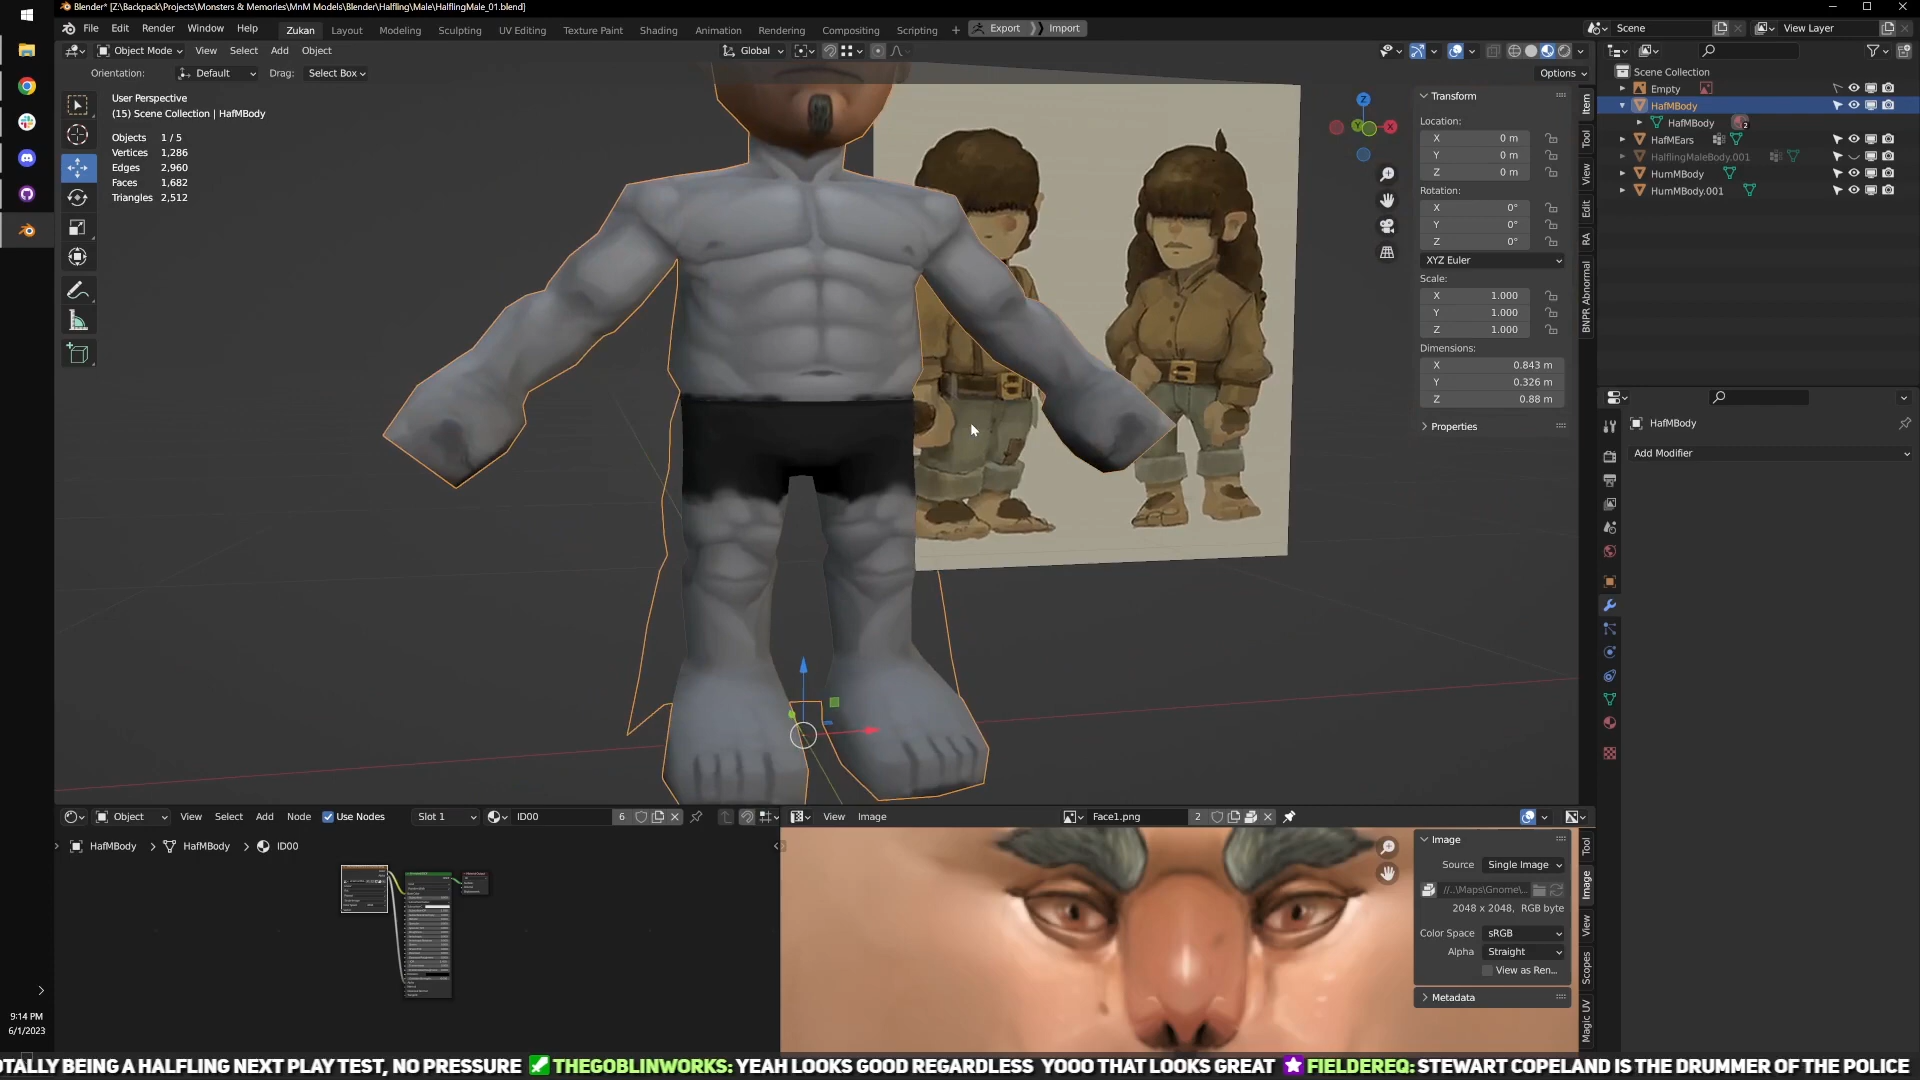 Blender* [Z:\Backpack\Projects\Monsters & Memories\MnM Models\Blender\Halfling\Male\HalflingMale_01.blend]
File Edit Render Window Help Zukan Layout Modeling Sculpting UV Editing Texture Paint Shading Animation Rendering Compositing Scripting + Export Import Scene View Layer
Object Mode View Select Add Object Global
Orientation: Default Drag: Select Box Options
User Perspective
(15) Scene Collection | HafMBody
Objects 1 / 5
Vertices 1,286
Edges 2,960
Faces 1,682
Triangles 2,512
Transform
Location:
X 0 m
Y 0 m
Z 0 m
Rotation:
X 0°
Y 0°
Z 0°
XYZ Euler
Scale:
X 1.000
Y 1.000
Z 1.000
Dimensions:
X 0.843 m
Y 0.326 m
Z 0.88 m
Properties
Item
Tool
View
Edit
RA
BNPR Abnormal
Z
X
Y
Scene Collection
Empty
HafMBody
HafMBody 2
HafMEars
HalflingMaleBody.001
HumMBody
HumMBody.001
HafMBody
Add Modifier
Object View Select Add Node Use Nodes Slot 1 ID00 6
HafMBody > HafMBody > ID00
View Image Face1.png 2
Image
Source Single Image
//..\Maps\Gnome\...
2048 x 2048, RGB byte
Color Space sRGB
Alpha Straight
View as Ren...
Metadata
Tool
Image
View
Scopes
Magic UV
9:14 PM
6/1/2023
OTALLY BEING A HALFLING NEXT PLAY TEST, NO PRESSURE THEGOBLINWORKS: YEAH LOOKS GOOD REGARDLESS YOOO THAT LOOKS GREAT FIELDEREQ: STEWART COPELAND IS THE DRUMMER OF THE POLICE